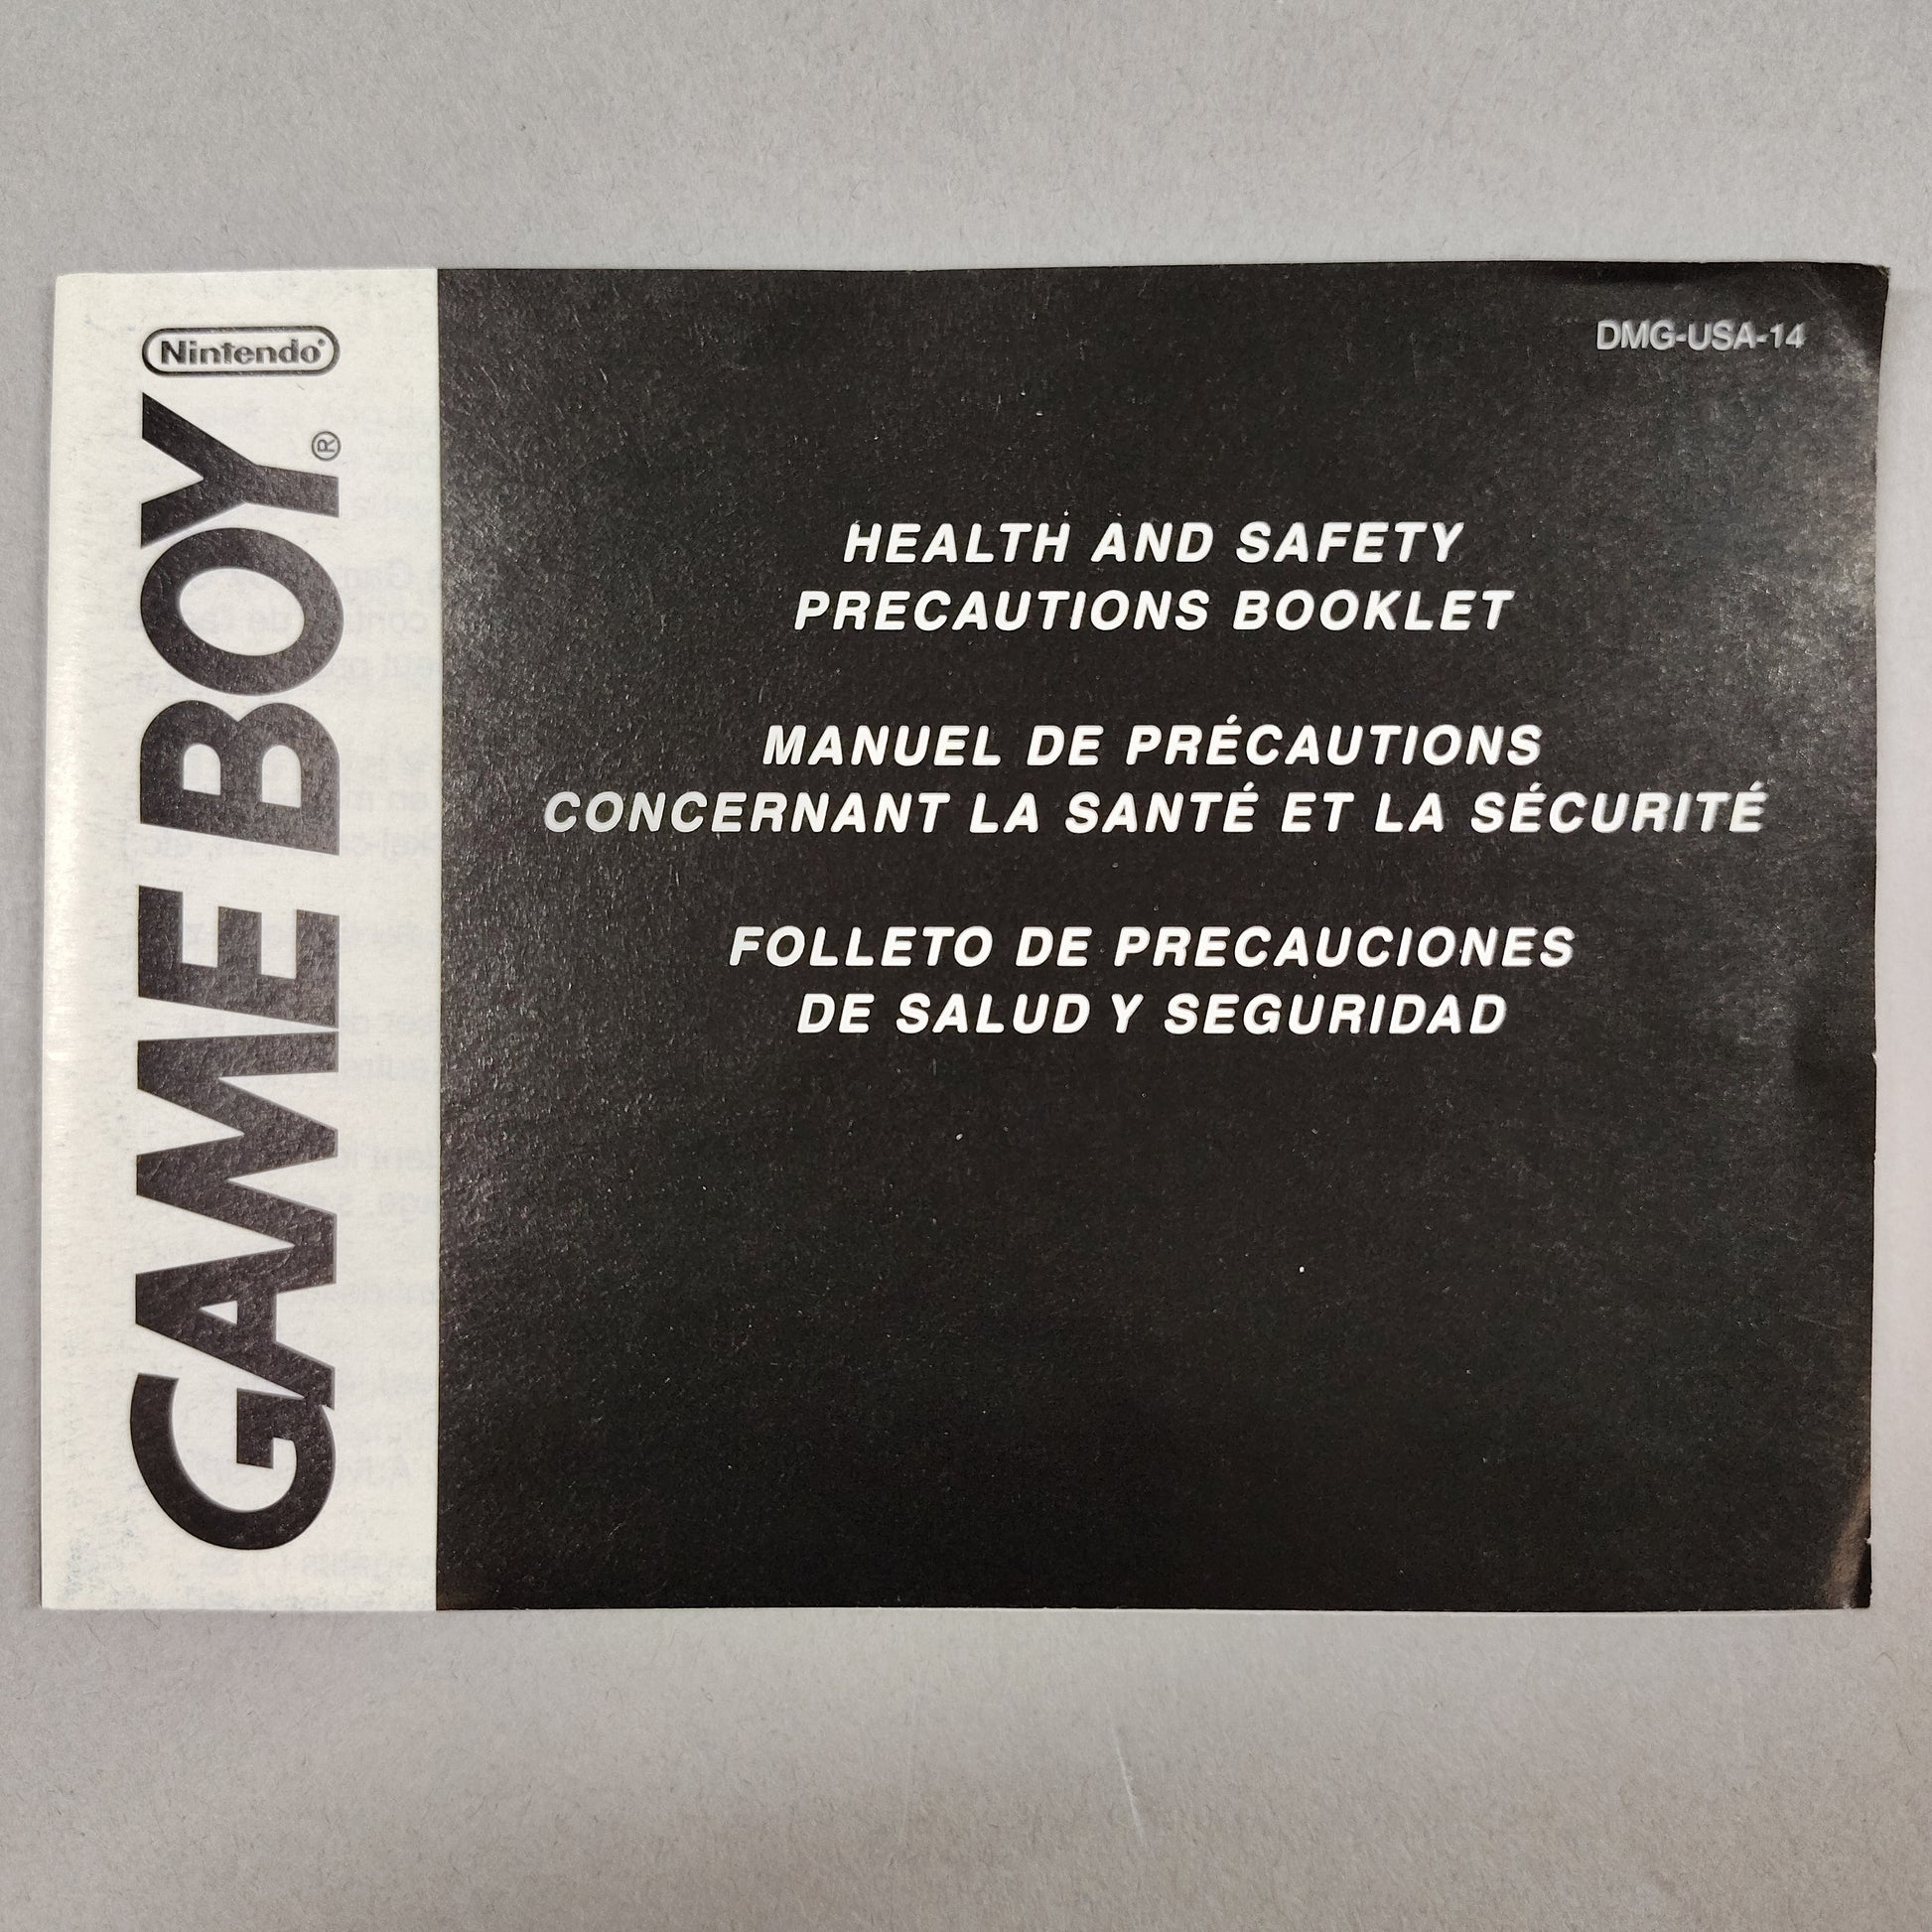 Nintendo®
GAME BOY®
DMG-USA-14
HEALTH AND SAFETY
PRECAUTIONS BOOKLET
MANUEL DE PRÉCAUTIONS
CONCERNANT LA SANTÉ ET LA SÉCURITÉ
FOLLETO DE PRECAUCIONES
DE SALUD Y SEGURIDAD